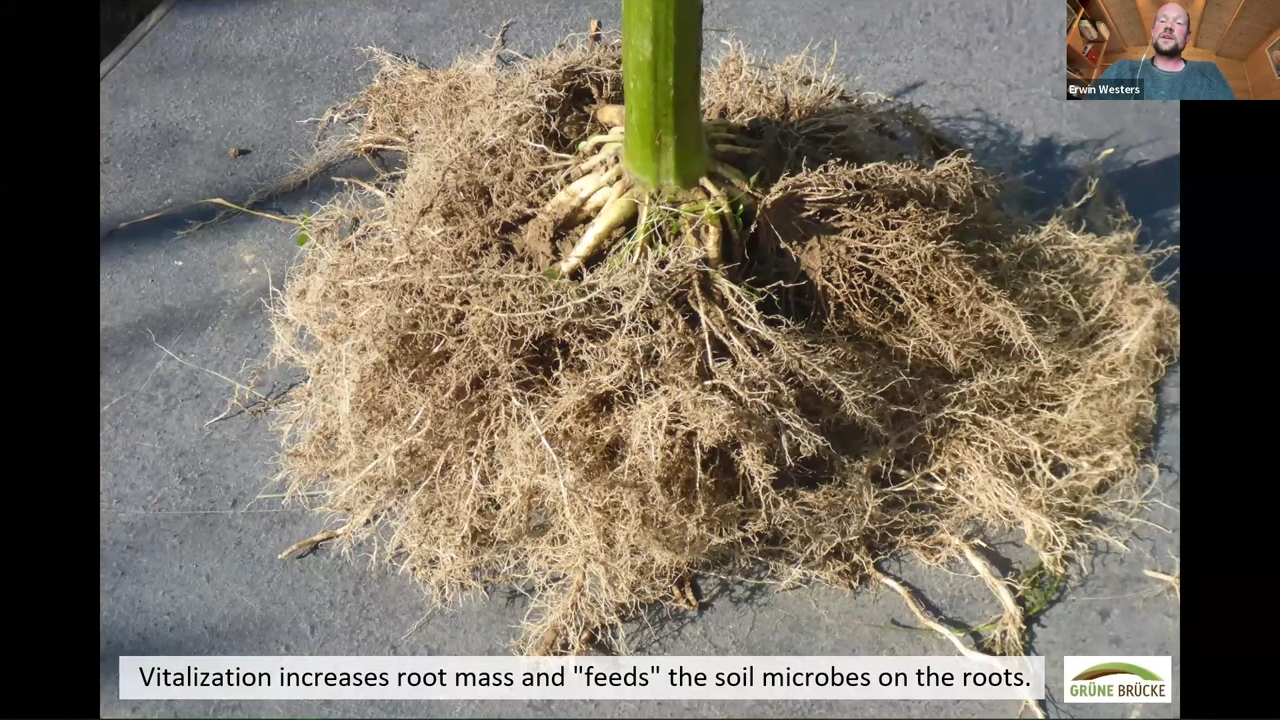 Erwin Westers
Vitalization increases root mass and "feeds" the soil microbes on the roots.
GRÜNE BRÜCKE